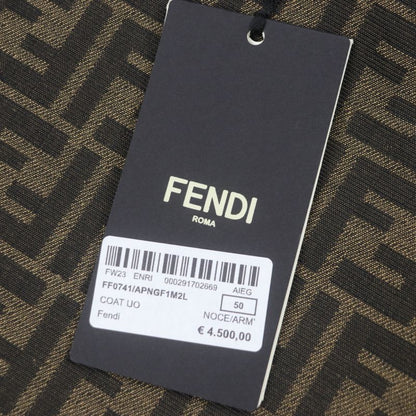 FENDI
ROMA
FW23 ENRI 000291702669 AIEG
FF0741/APNGF1M2L 50
COAT UO NOCE/ARM'
Fendi
€ 4.500,00